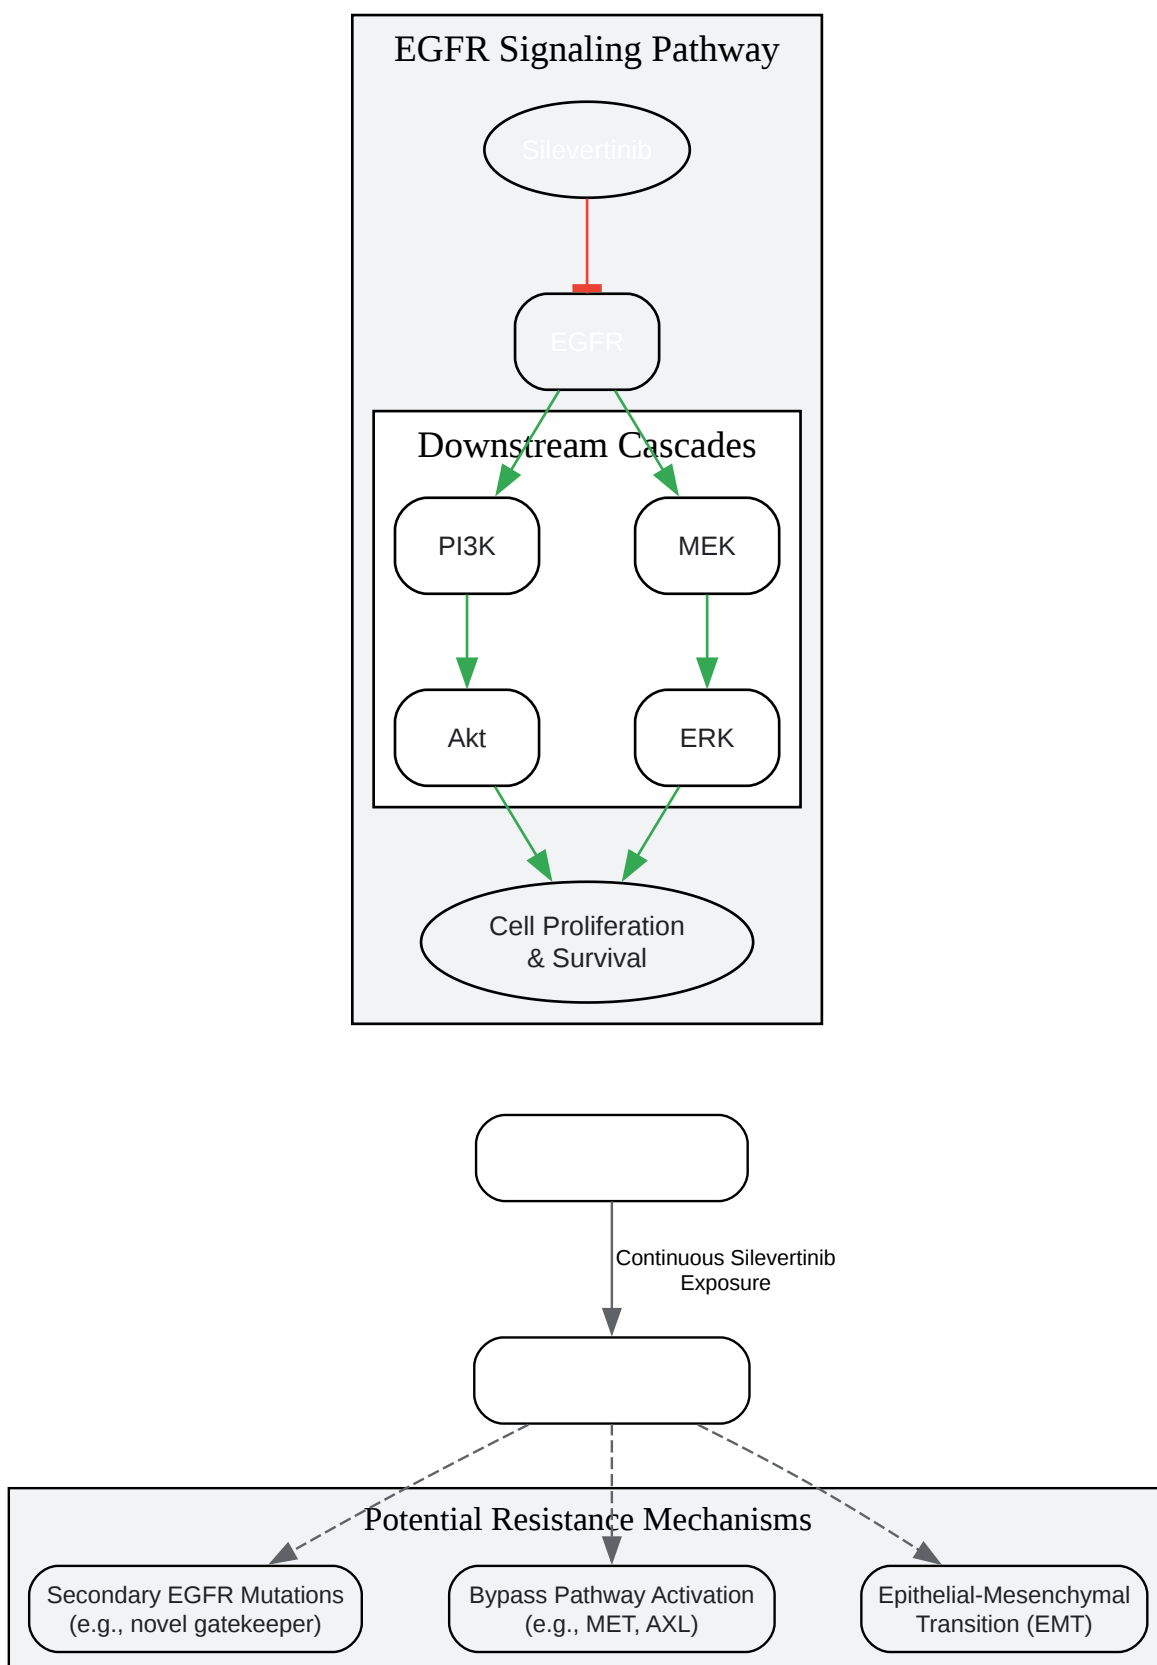 EGFR Signaling Pathway
Silevertinib
EGFR
Downstream Cascades
PI3K
MEK
Akt
ERK
Cell Proliferation
& Survival
Continuous Silevertinib
Exposure
Potential Resistance Mechanisms
Secondary EGFR Mutations
(e.g., novel gatekeeper)
Bypass Pathway Activation
(e.g., MET, AXL)
Epithelial-Mesenchymal
Transition (EMT)